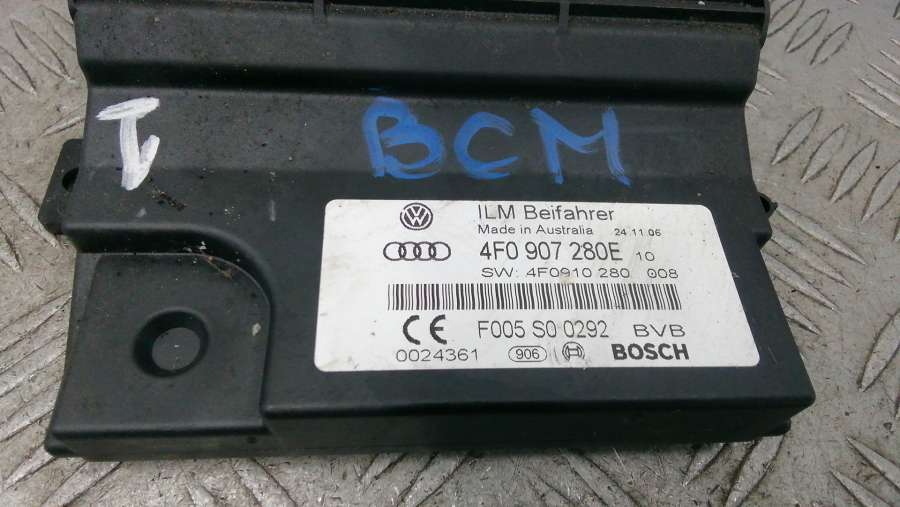 I
BCM
ILM Beifahrer
Made in Australia 24.11.06
4F0 907 280E 10
SW: 4F0910 280 008
CE F005 S0 0292 BVB
0024361 906 BOSCH